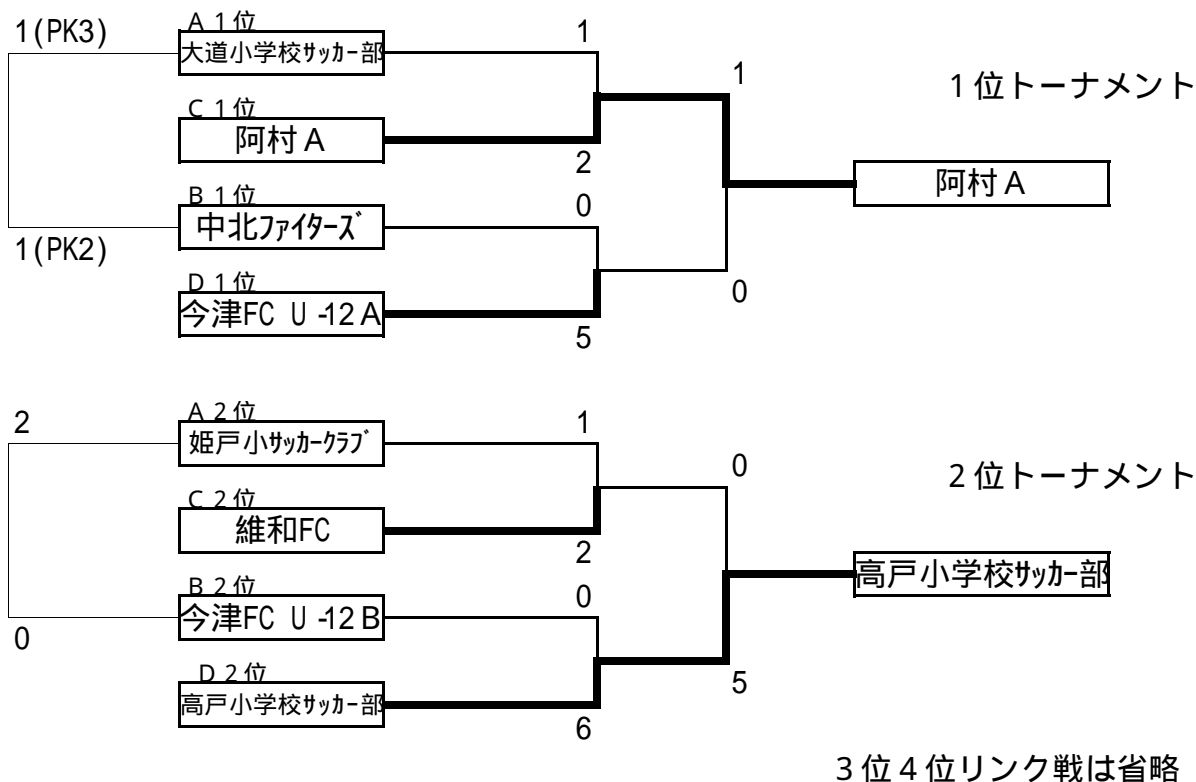 1(PK3)
A 1位
大道小学校ｻｯｶｰ部
1
1
1位トーナメント
C 1位
阿村A
2
阿村A
B 1位
中北ﾌｧｲﾀｰｽﾞ
0
1(PK2)
D 1位
今津FC U-12A
5
0
2
A 2位
姫戸小ｻｯｶｰｸﾗﾌﾞ
1
0
2位トーナメント
C 2位
維和FC
2
高戸小学校ｻｯｶｰ部
B 2位
今津FC U-12B
0
0
D 2位
高戸小学校ｻｯｶｰ部
6
5
3位4位リンク戦は省略